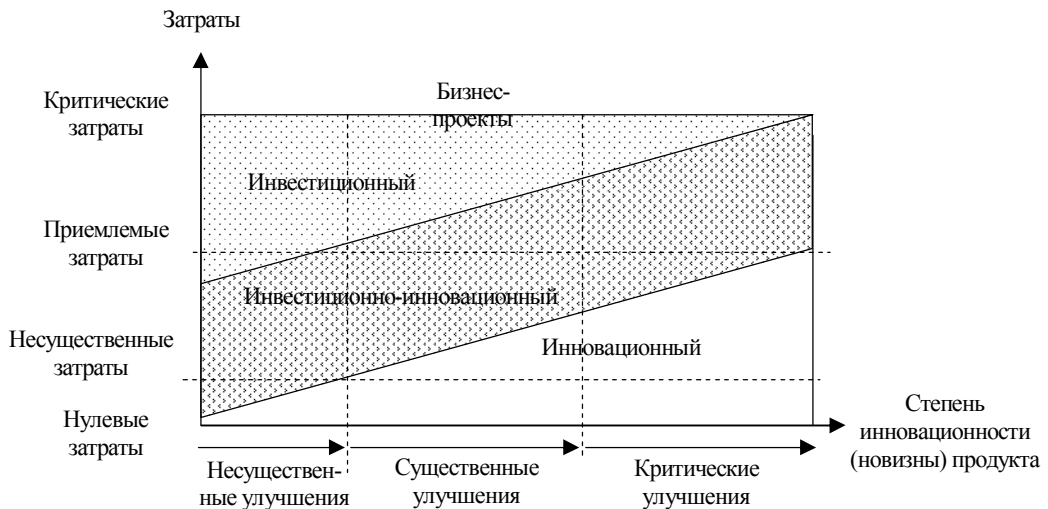 Затраты
Критические
затраты
Бизнес-
проекты
Инвестиционный
Приемлемые
затраты
Инвестиционно-инновационный
Несущественные
затраты
Инновационный
Нулевые
затраты
Степень
инновационности
(новизны) продукта
Несуществен-
ные улучшения
Существенные
улучшения
Критические
улучшения